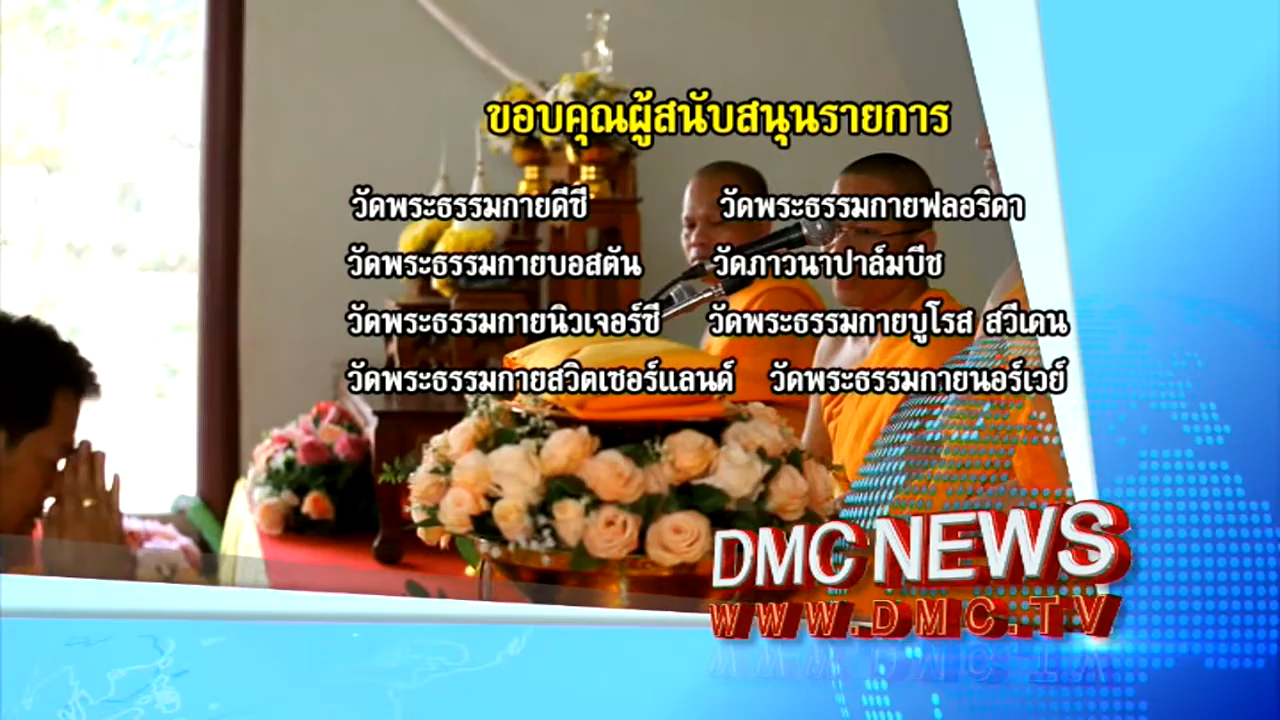 ขอบคุณผู้สนับสนุนรายการ
วัดพระธรรมกายดีซี วัดพระธรรมกายฟลอริดา
วัดพระธรรมกายบอสตัน วัดภาวนาปาล์มบีช
วัดพระธรรมกายนิวเจอร์ซี วัดพระธรรมกายบูโรส สวีเดน
วัดพระธรรมกายสวิตเซอร์แลนด์ วัดพระธรรมกายนอร์เวย์
DMC NEWS
WWW.DMC.TV